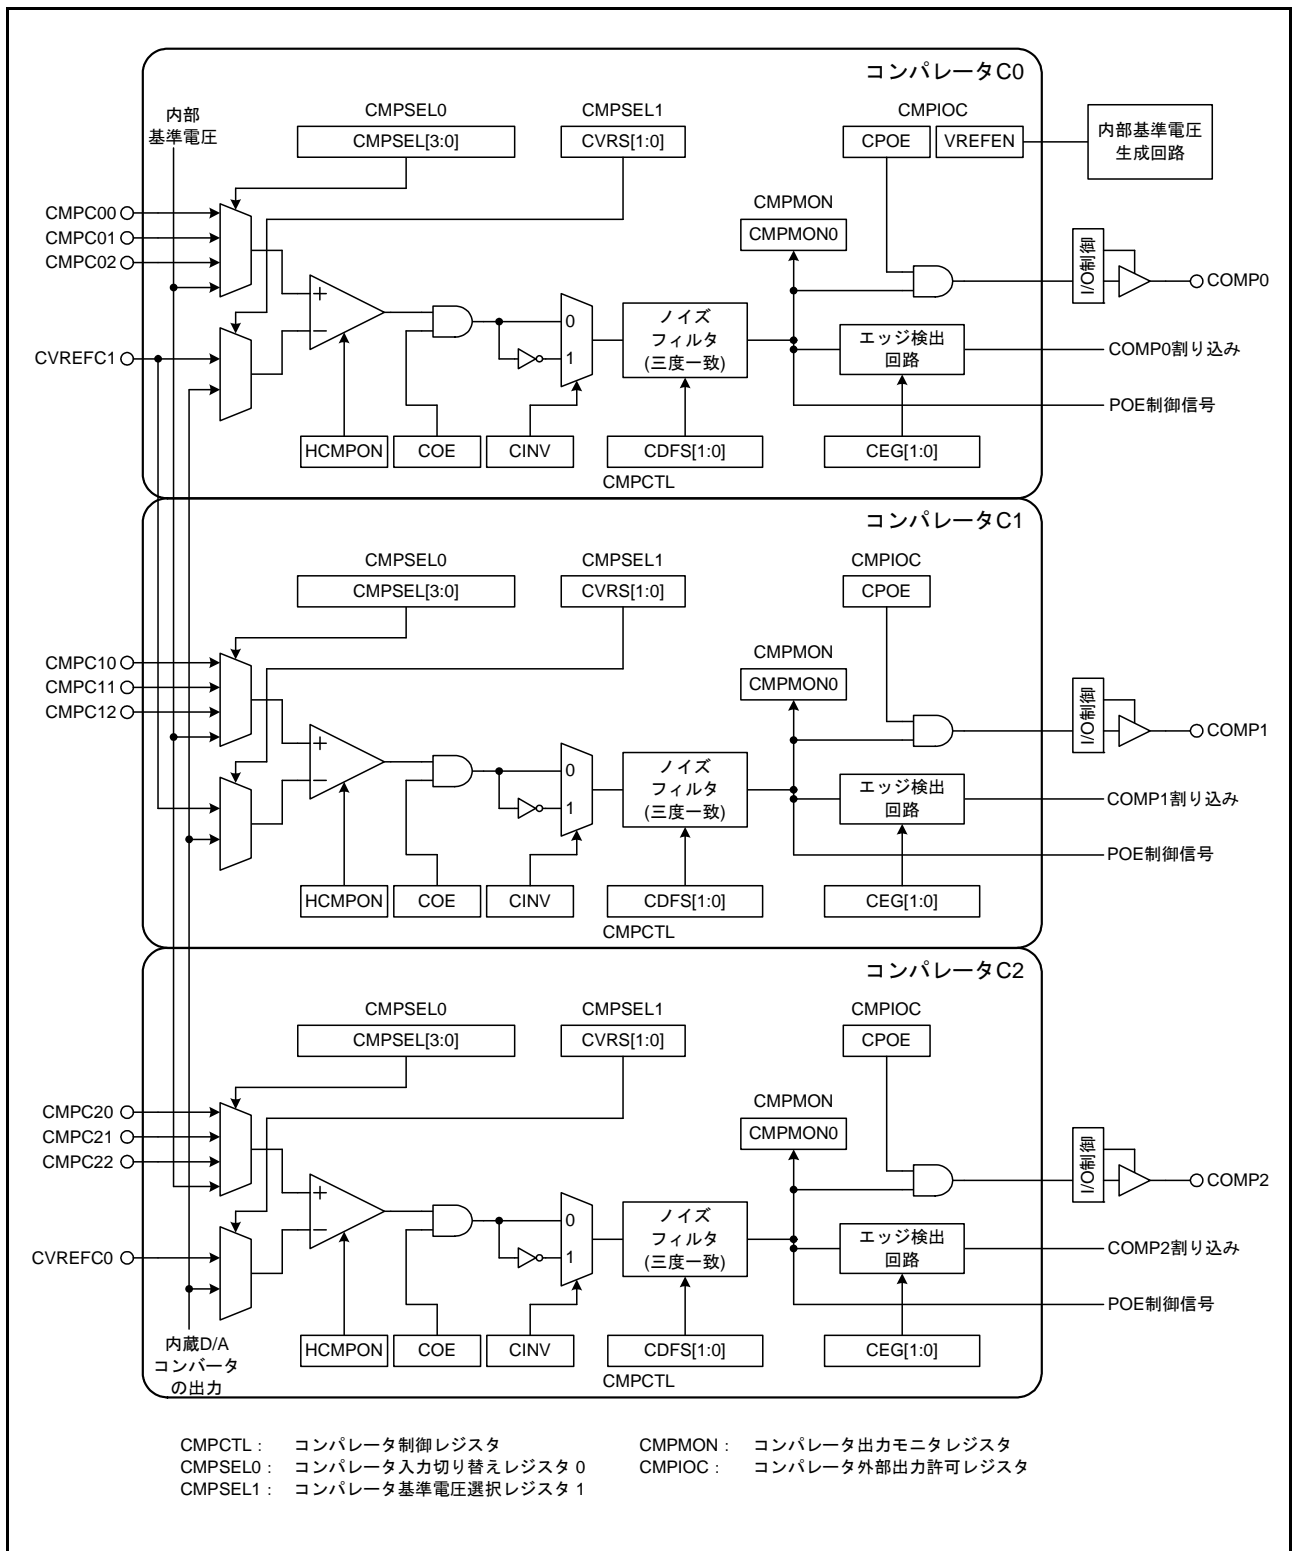 コンパレータC0
内部
基準電圧
CMPSEL0
CMPSEL[3:0]
CMPSEL1
CVRS[1:0]
CMPIOC
CPOE
VREFEN
内部基準電圧
生成回路
CMPC00
CMPC01
CMPC02
CVREFC1
CMPMON
CMPMON0
+
−
0
1
ノイズ
フィルタ
(三度一致)
エッジ検出
回路
I/O制御
COMP0
COMP0割り込み
POE制御信号
HCMPON
COE
CINV
CDFS[1:0]
CEG[1:0]
CMPCTL
コンパレータC1
CMPSEL0
CMPSEL[3:0]
CMPSEL1
CVRS[1:0]
CMPIOC
CPOE
CMPC10
CMPC11
CMPC12
CMPMON
CMPMON0
+
−
0
1
ノイズ
フィルタ
(三度一致)
エッジ検出
回路
I/O制御
COMP1
COMP1割り込み
POE制御信号
HCMPON
COE
CINV
CDFS[1:0]
CEG[1:0]
CMPCTL
コンパレータC2
CMPSEL0
CMPSEL[3:0]
CMPSEL1
CVRS[1:0]
CMPIOC
CPOE
CMPC20
CMPC21
CMPC22
CVREFC0
CMPMON
CMPMON0
+
−
0
1
ノイズ
フィルタ
(三度一致)
エッジ検出
回路
I/O制御
COMP2
COMP2割り込み
POE制御信号
内蔵D/A
コンバータ
の出力
HCMPON
COE
CINV
CDFS[1:0]
CEG[1:0]
CMPCTL
CMPCTL : コンパレータ制御レジスタ
CMPSEL0 : コンパレータ入力切り替えレジスタ 0
CMPSEL1 : コンパレータ基準電圧選択レジスタ 1
CMPMON : コンパレータ出力モニタレジスタ
CMPIOC : コンパレータ外部出力許可レジスタ